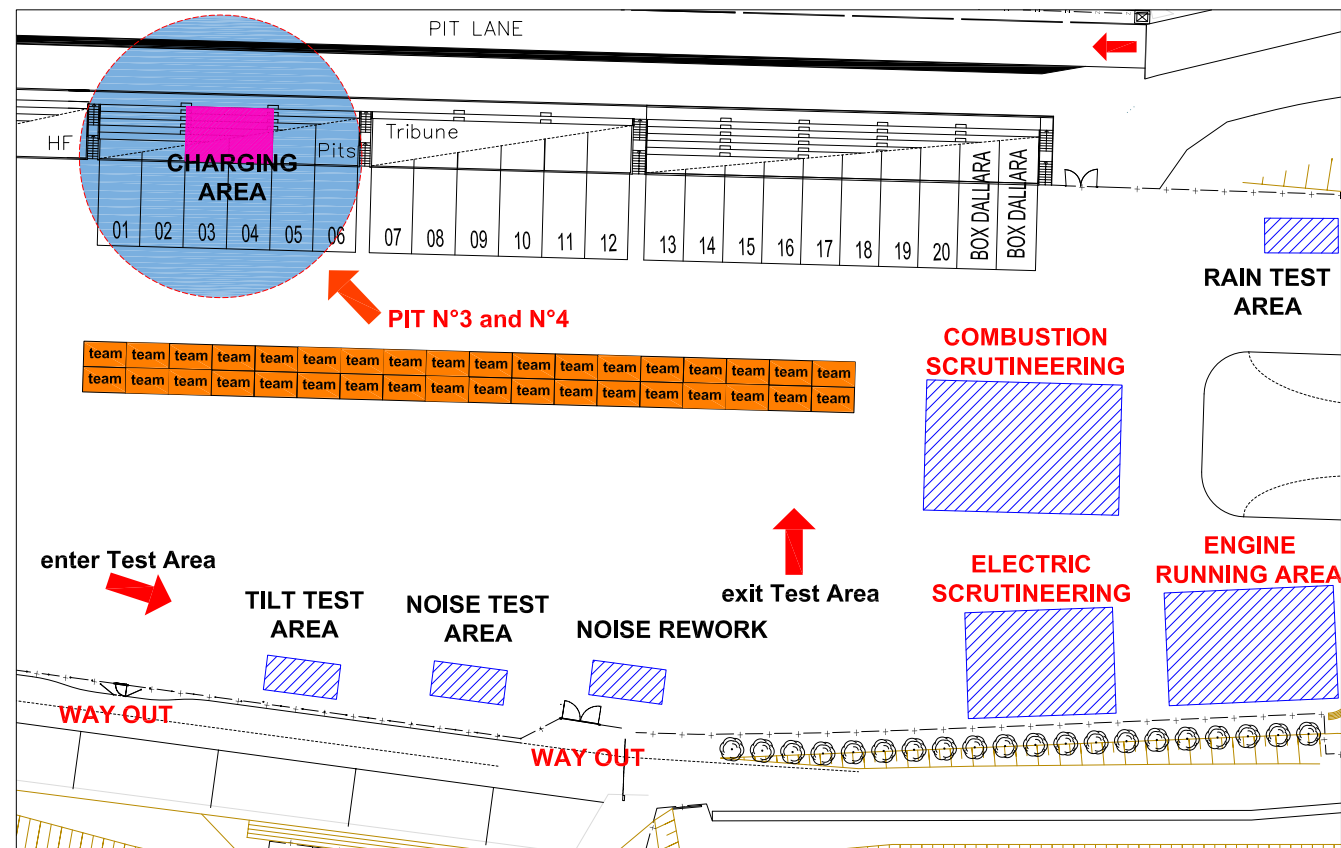 PIT LANE
HF
Tribune
Pits
CHARGING
AREA
01 02 03 04 05 06 07 08 09 10 11 12 13 14 15 16 17 18 19 20 BOX DALLARA BOX DALLARA
RAIN TEST
AREA
PIT N°3 and N°4
COMBUSTION
SCRUTINEERING
team team team team team team team team team team team team team team team team team team
team team team team team team team team team team team team team team team team team team
enter Test Area
exit Test Area
TILT TEST
AREA
NOISE TEST
AREA
NOISE REWORK
ELECTRIC
SCRUTINEERING
ENGINE
RUNNING AREA
WAY OUT
WAY OUT